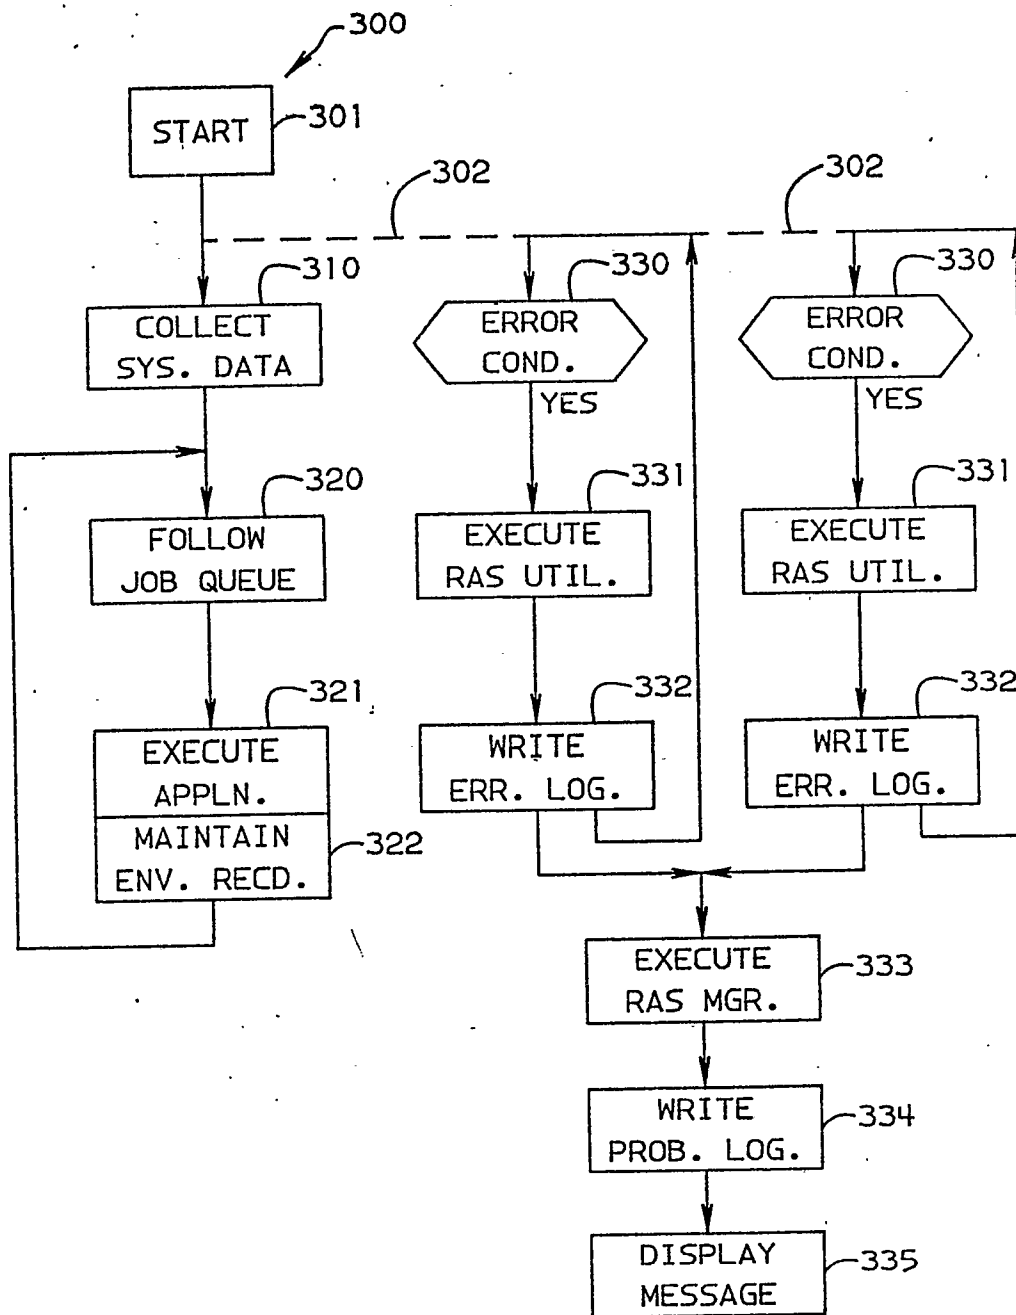 300
START
301
302
302
310
COLLECT
SYS. DATA
330
ERROR
COND.
YES
330
ERROR
COND.
YES
320
FOLLOW
JOB QUEUE
331
EXECUTE
RAS UTIL.
331
EXECUTE
RAS UTIL.
321
EXECUTE
APPLN.
MAINTAIN
ENV. RECD.
322
332
WRITE
ERR. LOG.
332
WRITE
ERR. LOG.
EXECUTE
RAS MGR.
333
WRITE
PROB. LOG.
334
DISPLAY
MESSAGE
335